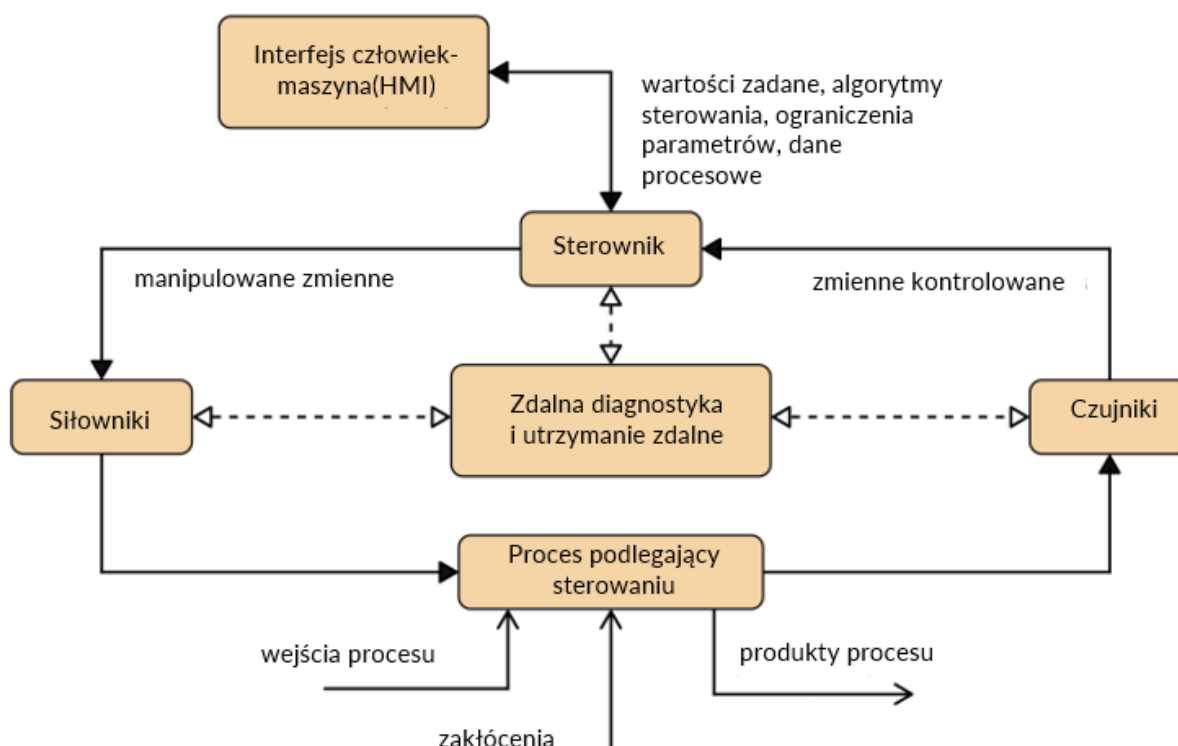 Interfejs człowiek-
maszyna(HMI)
wartości zadane, algorytmy
sterowania, ograniczenia
parametrów, dane
procesowe
Sterownik
manipulowane zmienne
zmienne kontrolowane
Siłowniki
Zdalna diagnostyka
i utrzymanie zdalne
Czujniki
Proces podlegający
sterowaniu
wejścia procesu
produkty procesu
zakłócenia